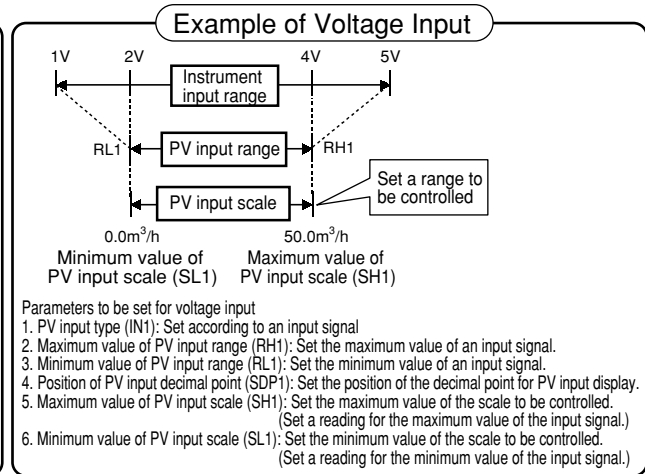 Example of Voltage Input
1V 2V 4V 5V
Instrument
input range
RL1 PV input range RH1
PV input scale
Set a range to
be controlled
0.0m³/h 50.0m³/h
Minimum value of
PV input scale (SL1)
Maximum value of
PV input scale (SH1)
Parameters to be set for voltage input
1. PV input type (IN1): Set according to an input signal
2. Maximum value of PV input range (RH1): Set the maximum value of an input signal.
3. Minimum value of PV input range (RL1): Set the minimum value of an input signal.
4. Position of PV input decimal point (SDP1): Set the position of the decimal point for PV input display.
5. Maximum value of PV input scale (SH1): Set the maximum value of the scale to be controlled.
(Set a reading for the maximum value of the input signal.)
6. Minimum value of PV input scale (SL1): Set the minimum value of the scale to be controlled.
(Set a reading for the minimum value of the input signal.)